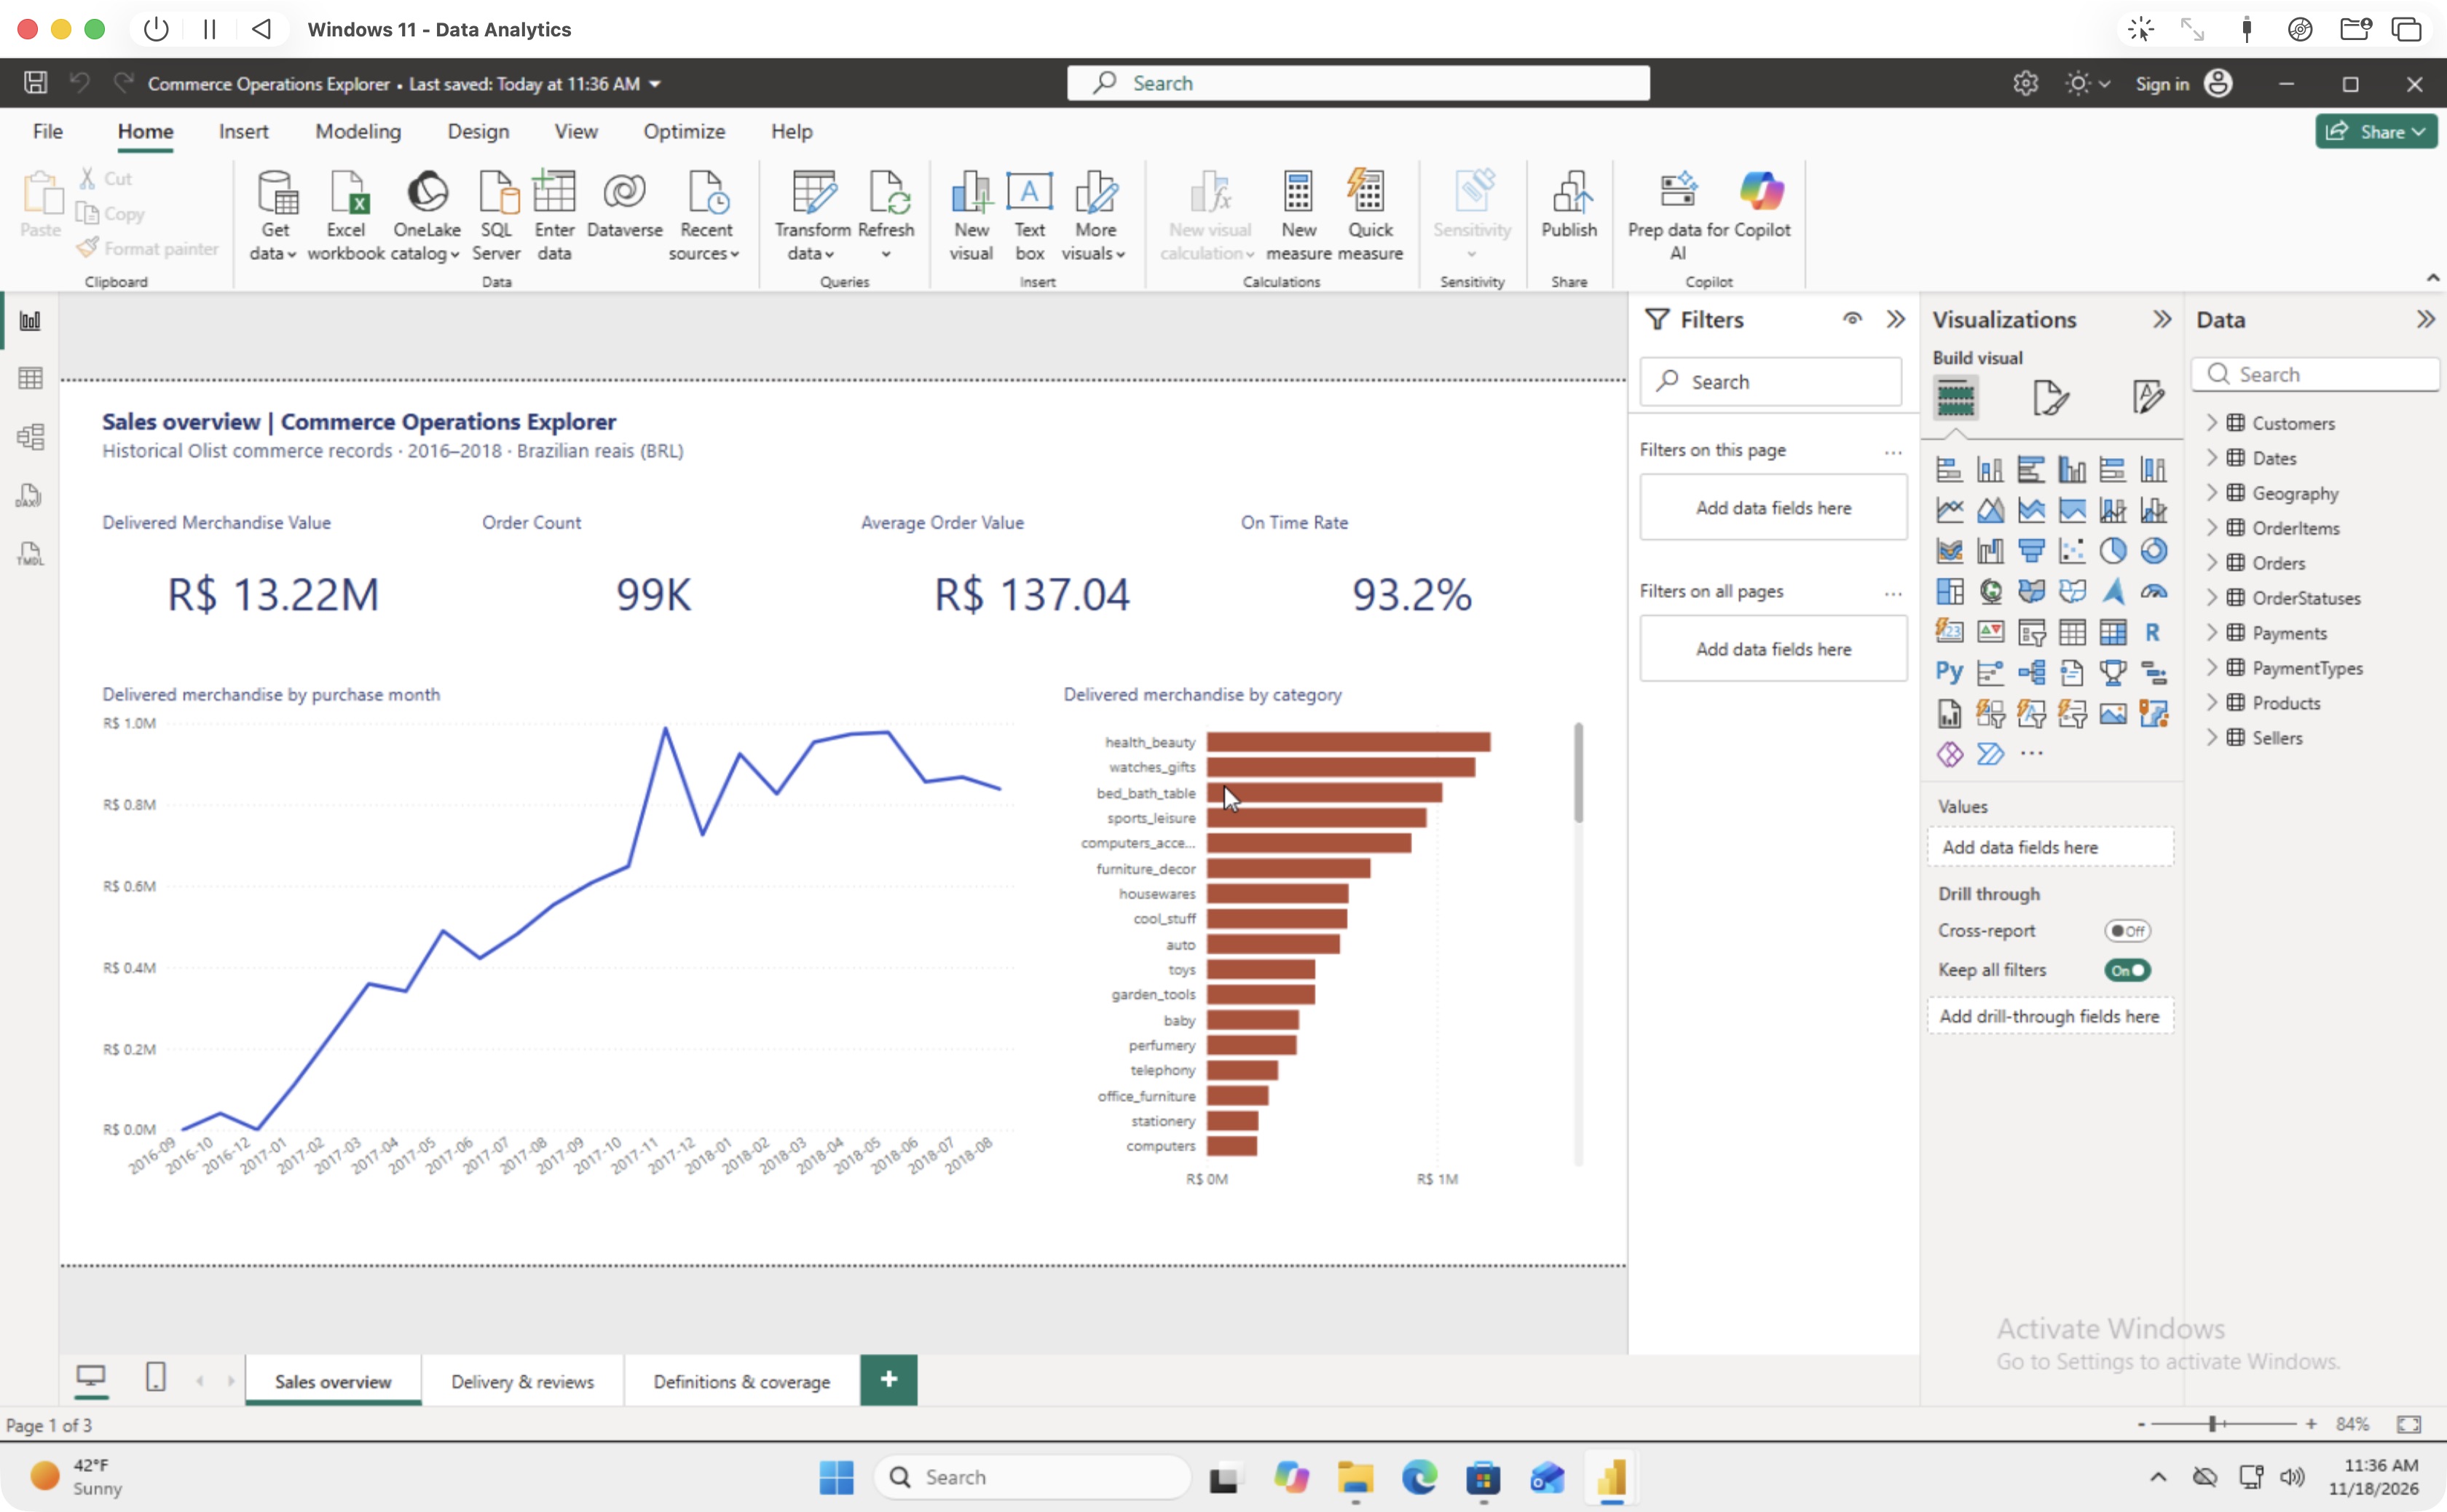 Windows 11 - Data Analytics
Commerce Operations Explorer • Last saved: Today at 11:36 AM
Search
Sign in
File
Home
Insert
Modeling
Design
View
Optimize
Help
Share
Paste
Cut
Copy
Format painter
Clipboard
Get data
Excel workbook
OneLake catalog
SQL Server
Enter data
Dataverse
Recent sources
Data
Transform data
Refresh
Queries
New visual
Text box
More visuals
Insert
New visual calculation
New measure
Quick measure
Calculations
Sensitivity
Sensitivity
Publish
Share
Prep data for AI
Copilot
Copilot
DAX
TMDL
Sales overview | Commerce Operations Explorer
Historical Olist commerce records · 2016–2018 · Brazilian reais (BRL)
Delivered Merchandise Value
R$ 13.22M
Order Count
99K
Average Order Value
R$ 137.04
On Time Rate
93.2%
Delivered merchandise by purchase month
R$ 1.0M
R$ 0.8M
R$ 0.6M
R$ 0.4M
R$ 0.2M
R$ 0.0M
2016-09
2016-10
2016-12
2017-01
2017-02
2017-03
2017-04
2017-05
2017-06
2017-07
2017-08
2017-09
2017-10
2017-11
2017-12
2018-01
2018-02
2018-03
2018-04
2018-05
2018-06
2018-07
2018-08
Delivered merchandise by category
health_beauty
watches_gifts
bed_bath_table
sports_leisure
computers_acce...
furniture_decor
housewares
cool_stuff
auto
toys
garden_tools
baby
perfumery
telephony
office_furniture
stationery
computers
R$ 0M
R$ 1M
Filters
Search
Filters on this page
...
Add data fields here
Filters on all pages
...
Add data fields here
Visualizations
Build visual
123
R
Py
...
Values
Add data fields here
Drill through
Cross-report
Off
Keep all filters
On
Add drill-through fields here
Data
Search
Customers
Dates
Geography
OrderItems
Orders
OrderStatuses
Payments
PaymentTypes
Products
Sellers
Activate Windows
Go to Settings to activate Windows.
Sales overview
Delivery & reviews
Definitions & coverage
+
Page 1 of 3
-
+
84%
42°F
Sunny
Search
11:36 AM
11/18/2026